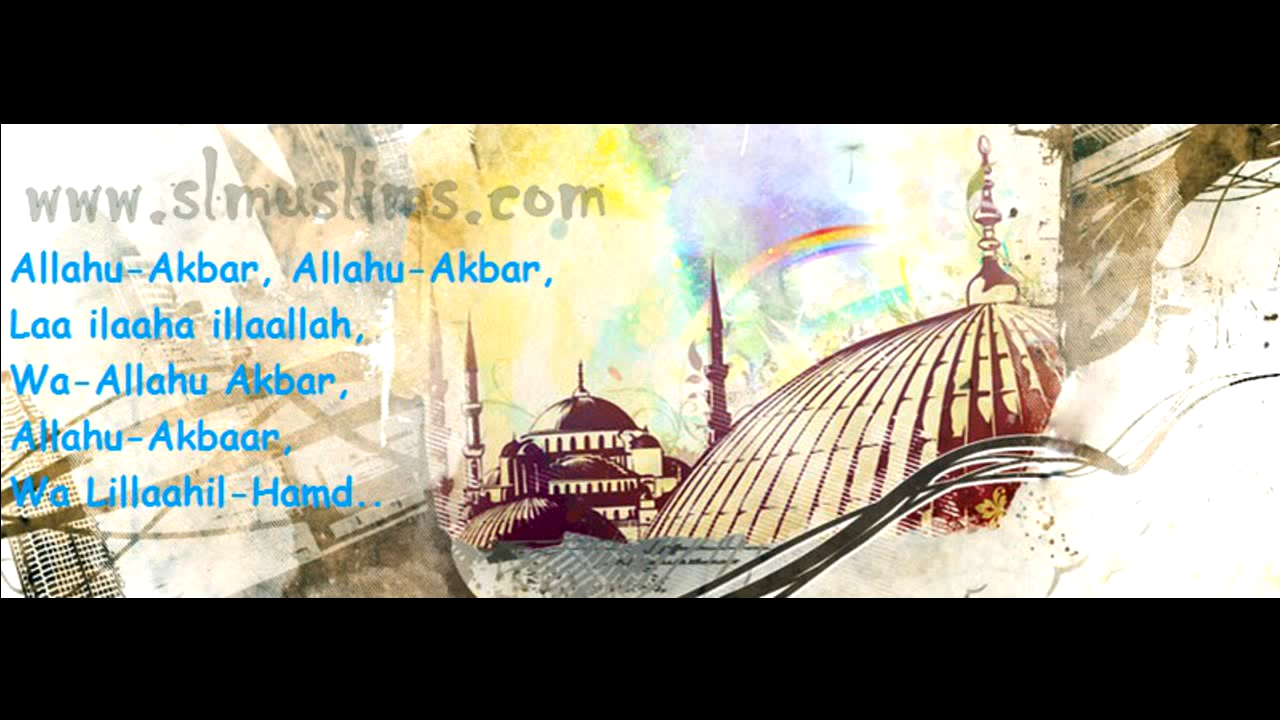 www.slmuslims.com
Allahu-Akbar, Allahu-Akbar,
Laa ilaaha illaallah,
Wa-Allahu Akbar,
Allahu-Akbaar,
Wa Lillaahil-Hamd..